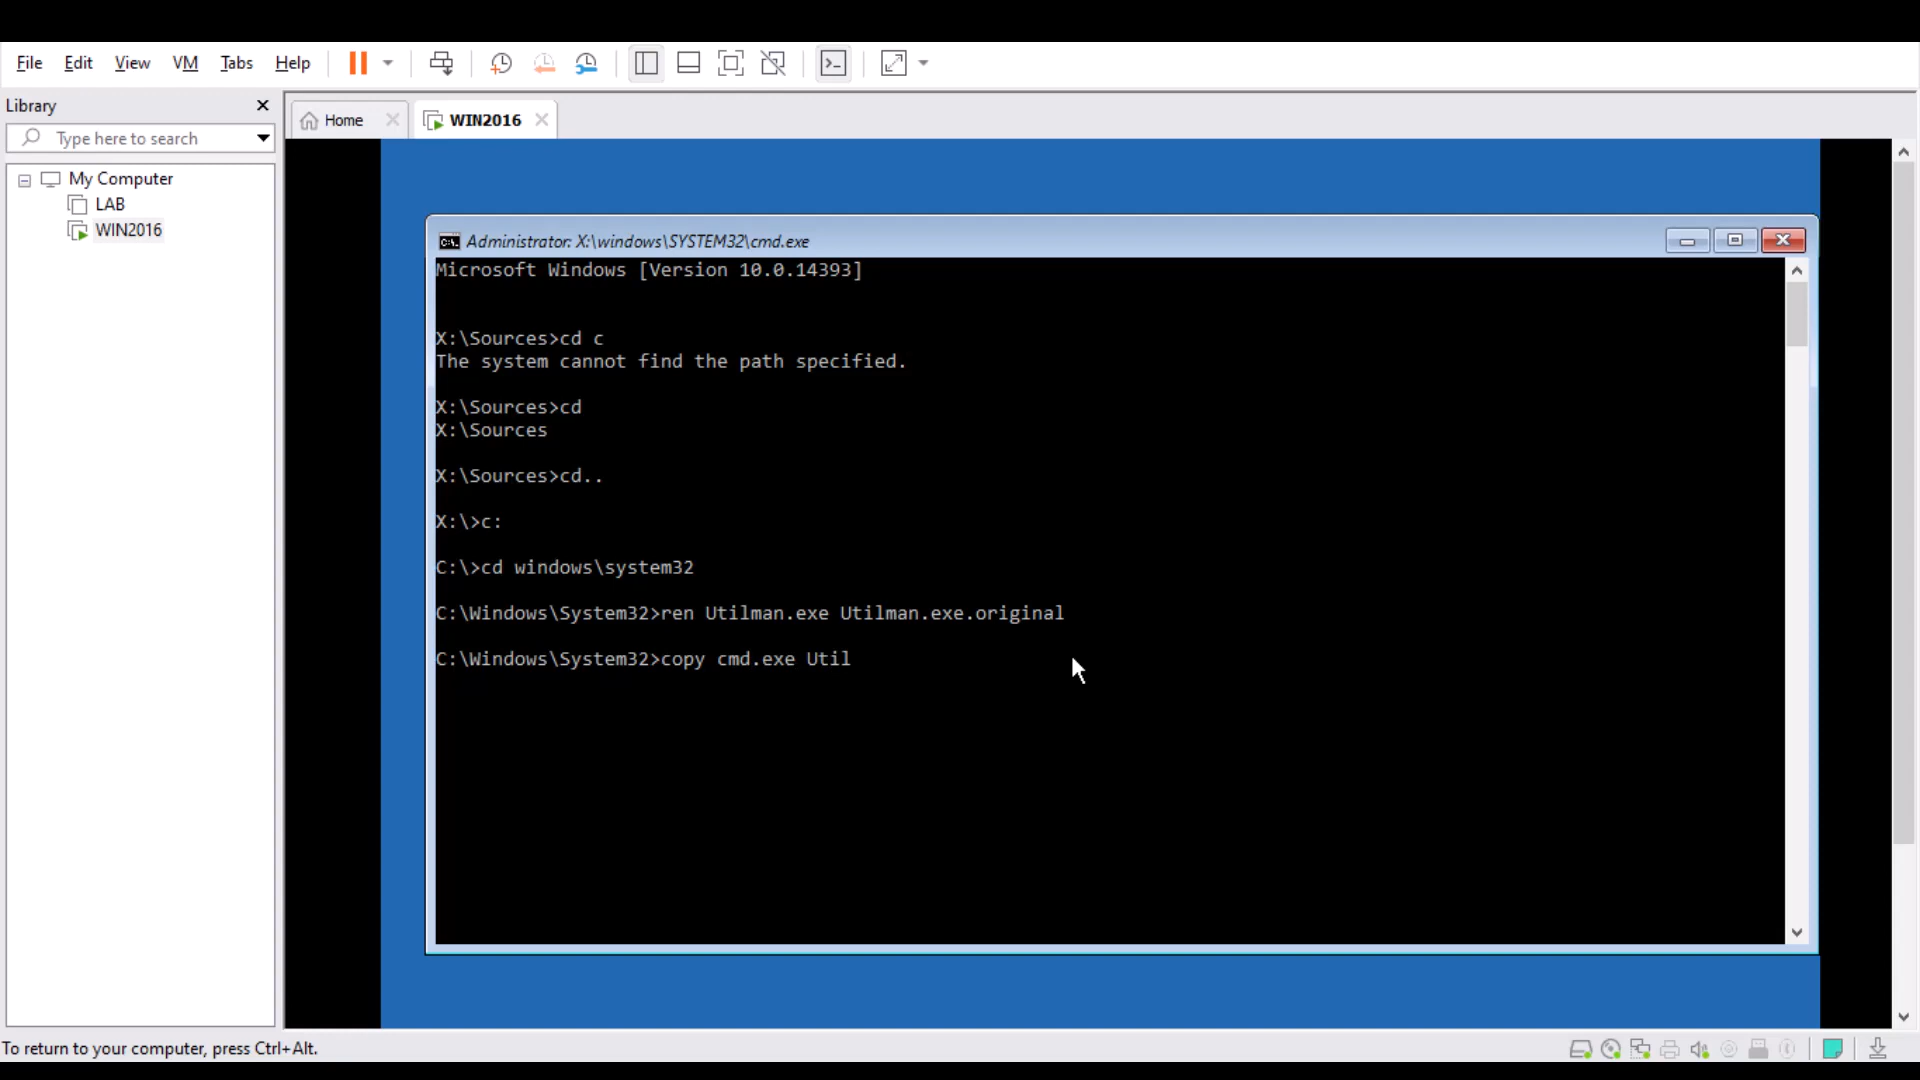 File Edit View VM Tabs Help
Library
Type here to search
My Computer
LAB
WIN2016
Home
WIN2016
Administrator: X:\windows\SYSTEM32\cmd.exe
Microsoft Windows [Version 10.0.14393]
X:\Sources>cd c
The system cannot find the path specified.
X:\Sources>cd
X:\Sources
X:\Sources>cd..
X:\>c:
C:\>cd windows\system32
C:\Windows\System32>ren Utilman.exe Utilman.exe.original
C:\Windows\System32>copy cmd.exe Util
To return to your computer, press Ctrl+Alt.